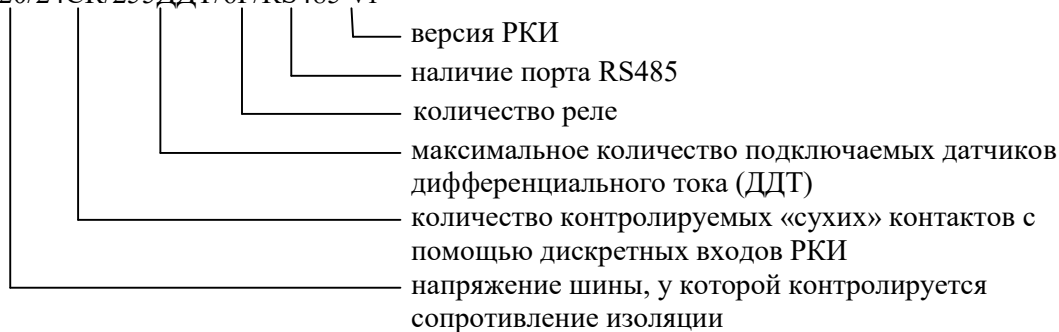 версия РКИ
наличие порта RS485
количество реле
максимальное количество подключаемых датчиков
дифференциального тока (ДДТ)
количество контролируемых «сухих» контактов с
помощью дискретных входов РКИ
напряжение шины, у которой контролируется
сопротивление изоляции